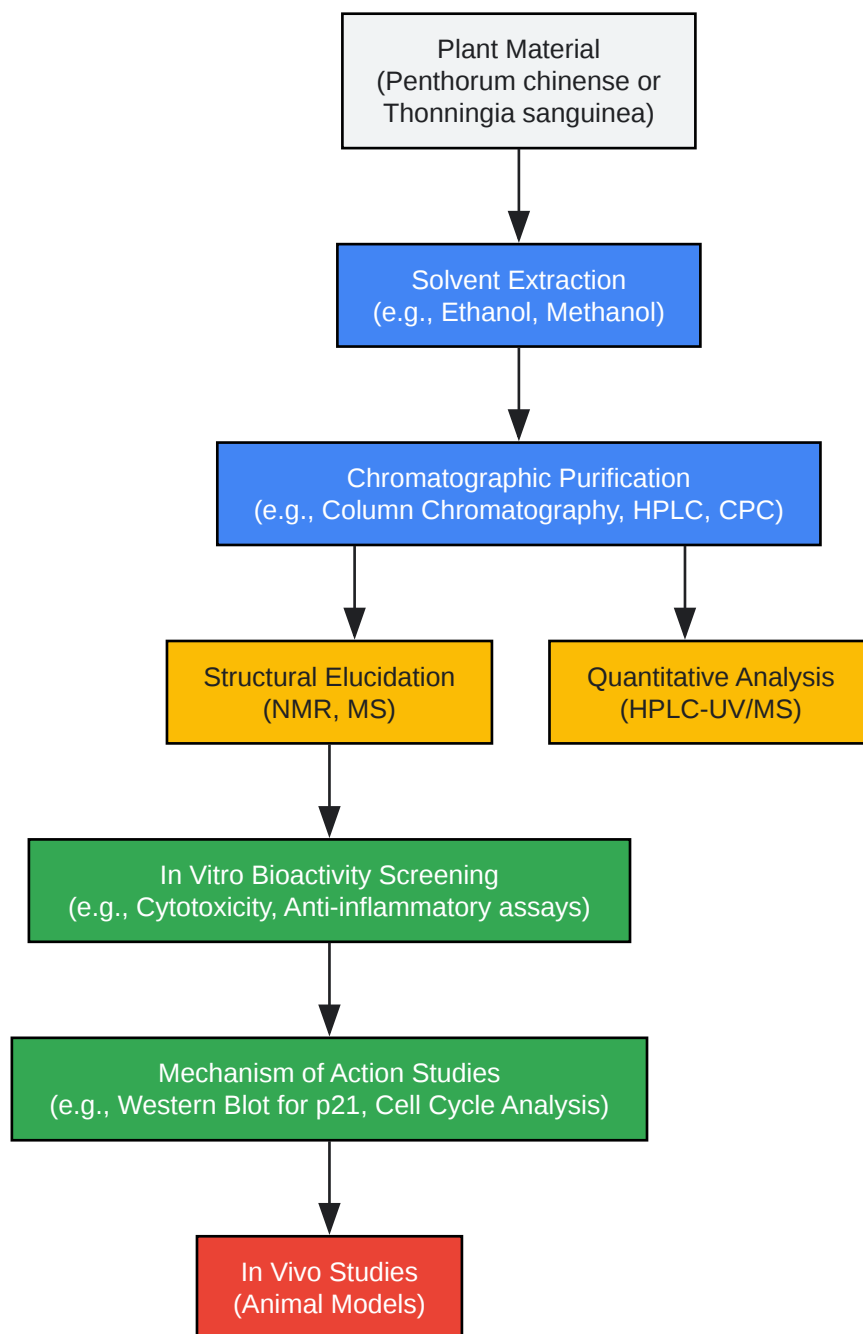 Plant Material
(Penthorum chinense or
Thonningia sanguinea)
Solvent Extraction
(e.g., Ethanol, Methanol)
Chromatographic Purification
(e.g., Column Chromatography, HPLC, CPC)
Structural Elucidation
(NMR, MS)
Quantitative Analysis
(HPLC-UV/MS)
In Vitro Bioactivity Screening
(e.g., Cytotoxicity, Anti-inflammatory assays)
Mechanism of Action Studies
(e.g., Western Blot for p21, Cell Cycle Analysis)
In Vivo Studies
(Animal Models)